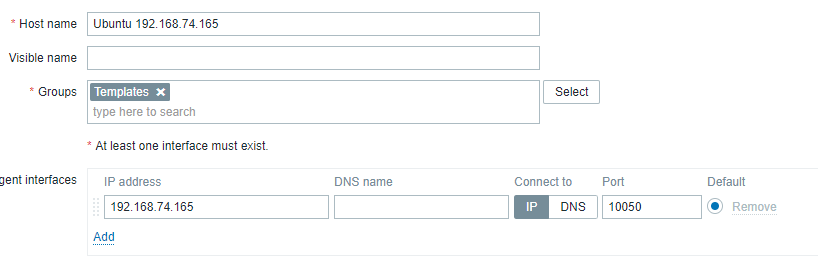 * Host name Ubuntu 192.168.74.165
Visible name
* Groups Templates × Select
type here to search
* At least one interface must exist.
gent interfaces IP address DNS name Connect to Port Default
192.168.74.165 IP DNS 10050 Remove
Add